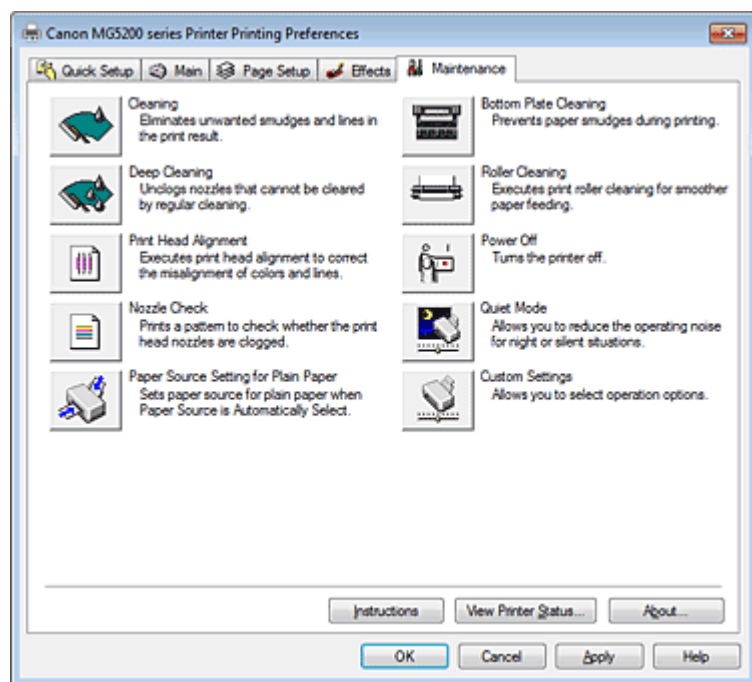 Canon MG5200 series Printer Printing Preferences
Quick Setup Main Page Setup Effects Maintenance
Cleaning
Eliminates unwanted smudges and lines in
the print result.
Bottom Plate Cleaning
Prevents paper smudges during printing.
Deep Cleaning
Unclogs nozzles that cannot be cleared
by regular cleaning.
Roller Cleaning
Executes print roller cleaning for smoother
paper feeding.
Print Head Alignment
Executes print head alignment to correct
the misalignment of colors and lines.
Power Off
Turns the printer off.
Nozzle Check
Prints a pattern to check whether the print
head nozzles are clogged.
Quiet Mode
Allows you to reduce the operating noise
for night or silent situations.
Paper Source Setting for Plain Paper
Sets paper source for plain paper when
Paper Source is Automatically Select.
Custom Settings
Allows you to select operation options.
Instructions View Printer Status... About...
OK Cancel Apply Help